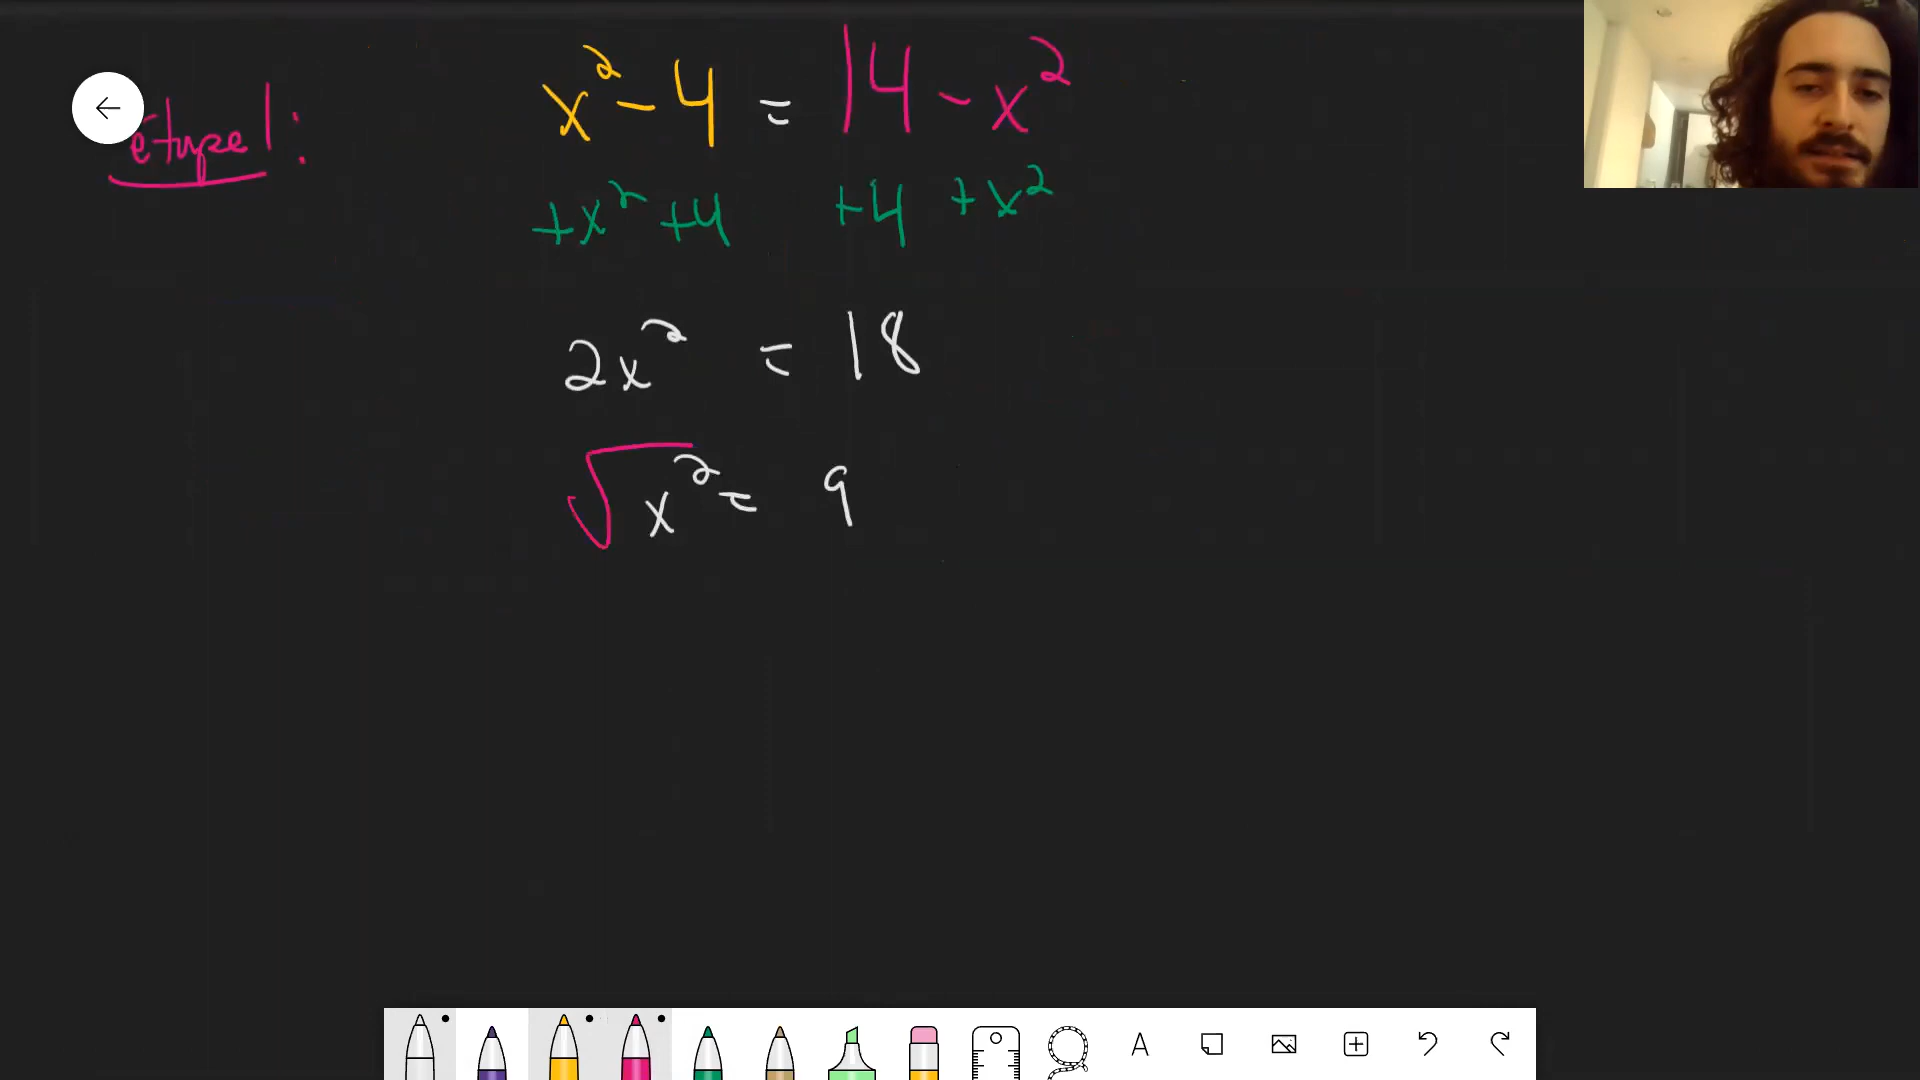 étape 1 :
x² - 4 = 14 - x²
+x² +4 +4 +x²
2x² = 18
√x² = 9
A